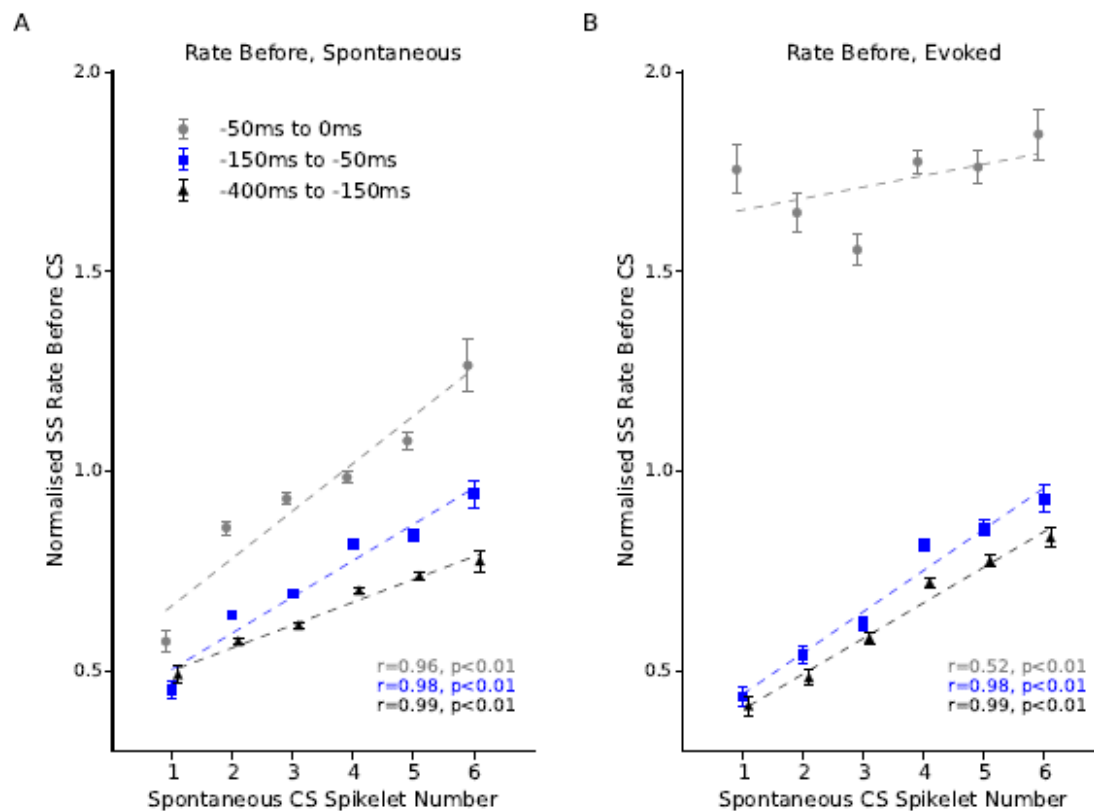 A
Rate Before, Spontaneous
2.0
1.5
1.0
0.5
Normalised SS Rate Before CS
-50ms to 0ms
-150ms to -50ms
-400ms to -150ms
r=0.96, p<0.01
r=0.98, p<0.01
r=0.99, p<0.01
1 2 3 4 5 6
Spontaneous CS Spikelet Number
B
Rate Before, Evoked
2.0
1.5
1.0
0.5
Normalised SS Rate Before CS
r=0.52, p<0.01
r=0.98, p<0.01
r=0.99, p<0.01
1 2 3 4 5 6
Spontaneous CS Spikelet Number